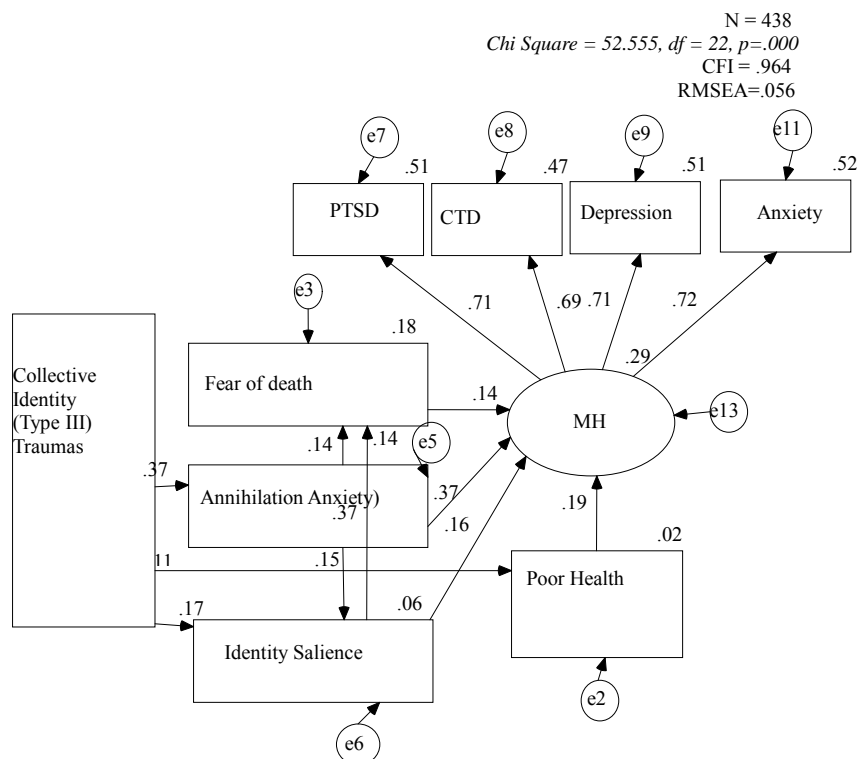 N = 438
Chi Square = 52.555, df = 22, p=.000
CFI = .964
RMSEA=.056
e7
e8
e9
e11
.51
.47
.51
.52
PTSD
CTD
Depression
Anxiety
e3
.71
.69
.71
.72
.18
.29
Fear of death
.14
MH
e13
Collective
Identity
(Type III)
Traumas
.14
.14
e5
.37
Annihilation Anxiety)
.37
.37
.16
.19
.02
11
.15
Poor Health
.17
.06
Identity Salience
e2
e6